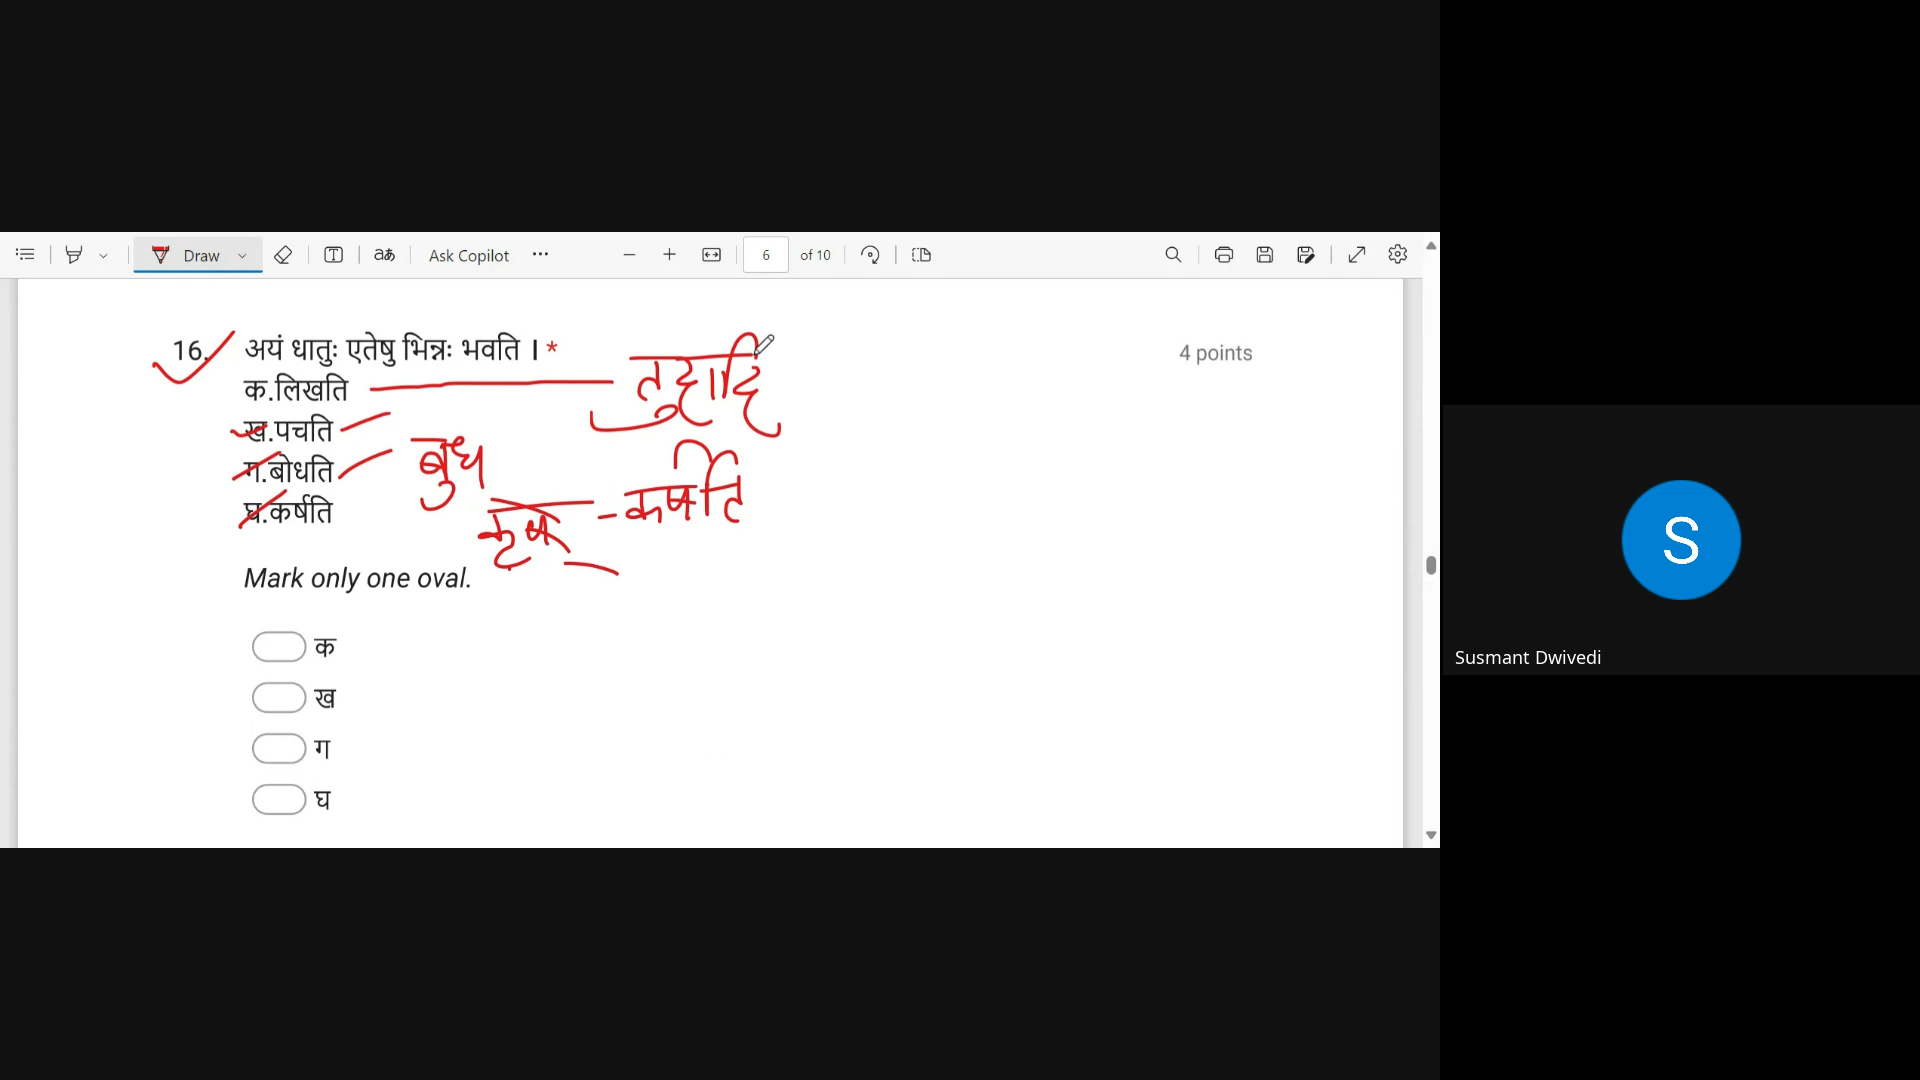 Draw
Ask Copilot
6 of 10
16. अयं धातुः एतेषु भिन्नः भवति । *
4 points
क.लिखति
तुदादि
ख.पचति
बुध
ग.बोधति
कर्षति
घ.कर्षति
कृष
Mark only one oval.
क
ख
ग
घ
S
Susmant Dwivedi